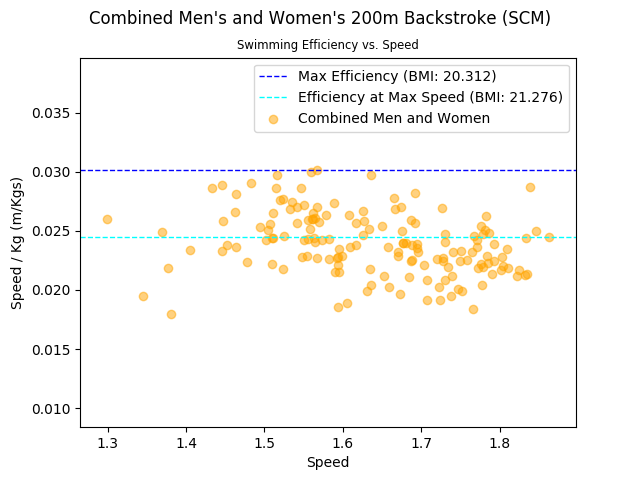 Combined Men's and Women's 200m Backstroke (SCM)
Swimming Efficiency vs. Speed
Max Efficiency (BMI: 20.312)
Efficiency at Max Speed (BMI: 21.276)
Combined Men and Women
Speed / Kg (m/Kgs)
0.035
0.030
0.025
0.020
0.015
0.010
1.3 1.4 1.5 1.6 1.7 1.8
Speed